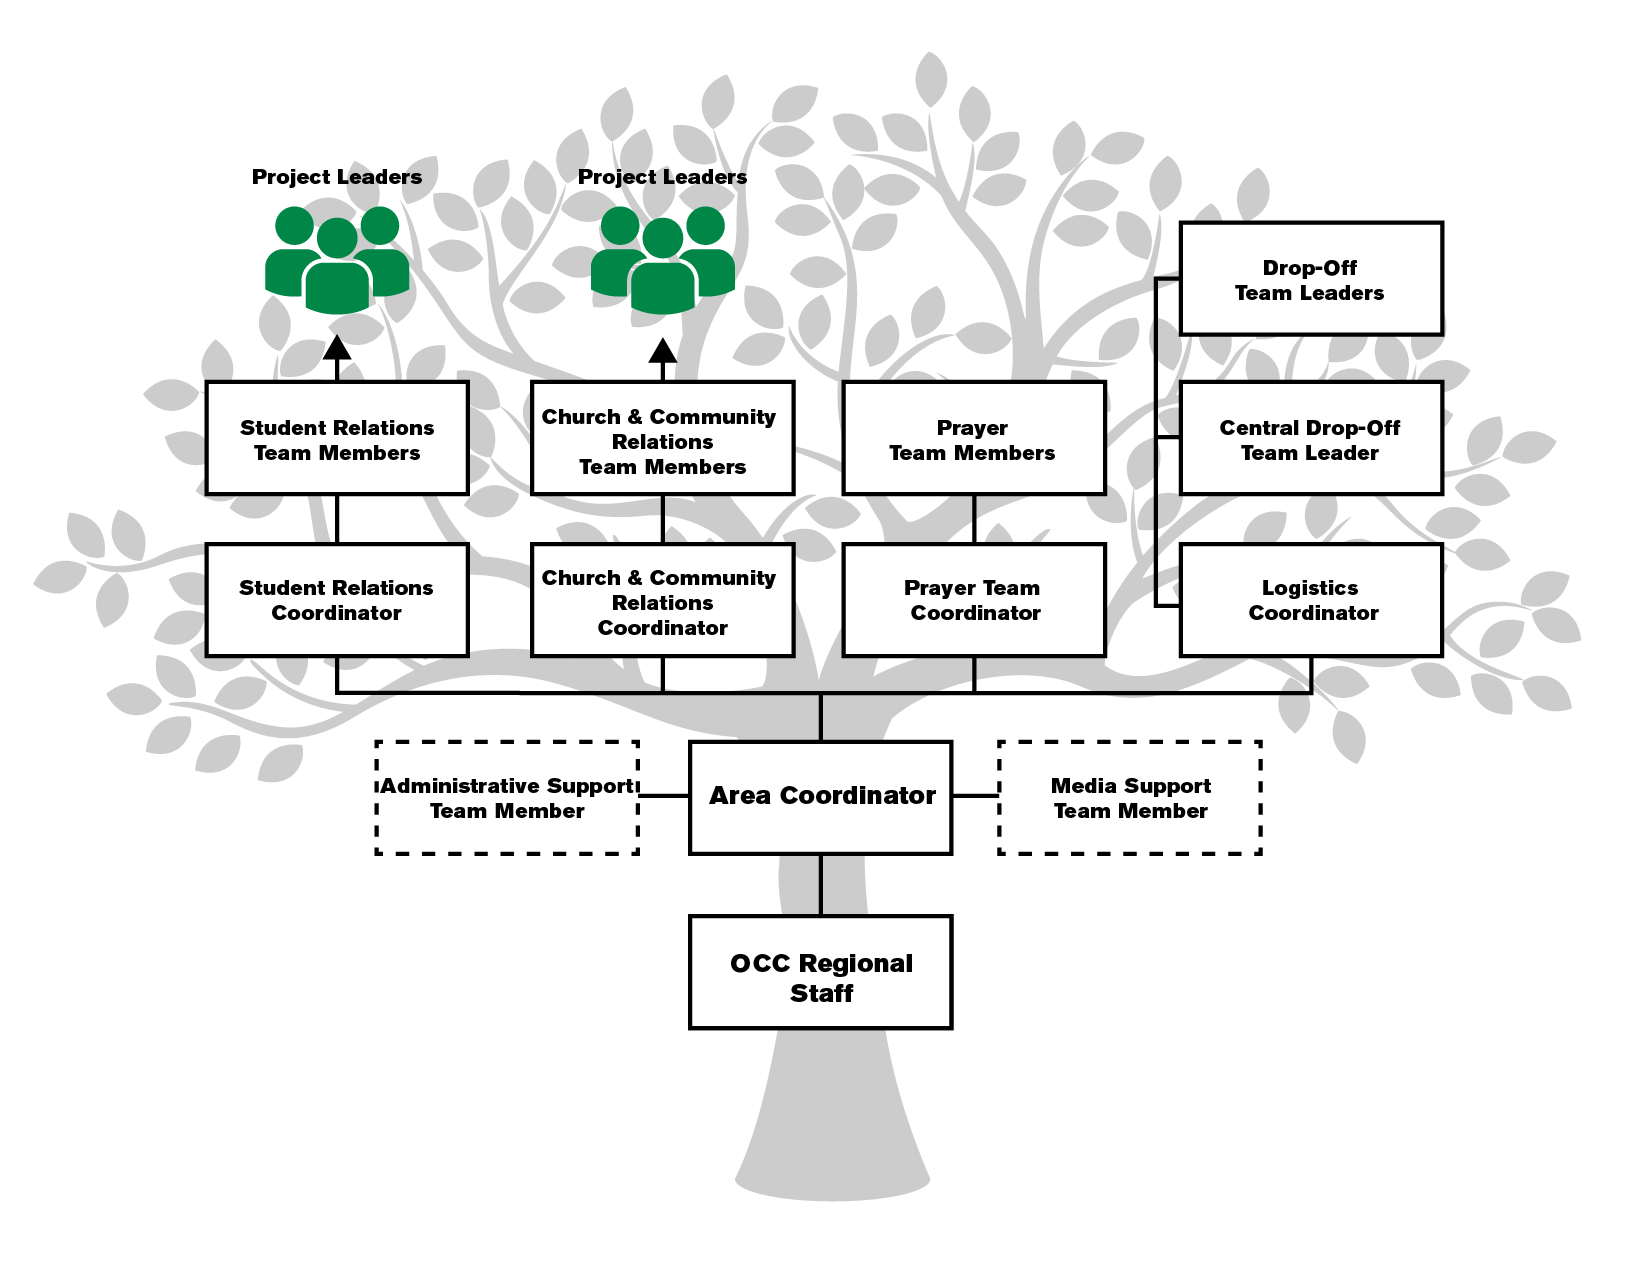 Project Leaders
Project Leaders
Drop-Off
Team Leaders
Student Relations
Team Members
Church & Community
Relations
Team Members
Prayer
Team Members
Central Drop-Off
Team Leader
Student Relations
Coordinator
Church & Community
Relations
Coordinator
Prayer Team
Coordinator
Logistics
Coordinator
Administrative Support
Team Member
Area Coordinator
Media Support
Team Member
OCC Regional
Staff